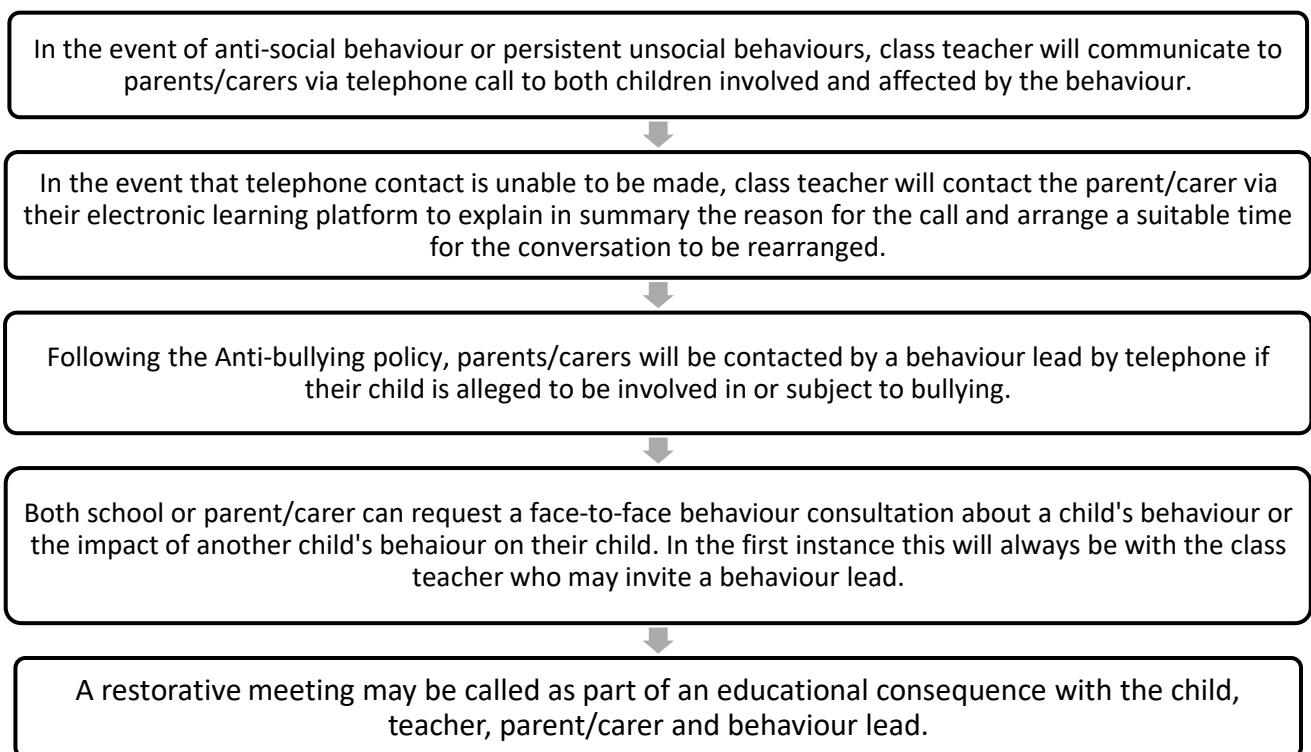 In the event of anti-social behaviour or persistent unsocial behaviours, class teacher will communicate to
parents/carers via telephone call to both children involved and affected by the behaviour.
In the event that telephone contact is unable to be made, class teacher will contact the parent/carer via
their electronic learning platform to explain in summary the reason for the call and arrange a suitable time
for the conversation to be rearranged.
Following the Anti-bullying policy, parents/carers will be contacted by a behaviour lead by telephone if
their child is alleged to be involved in or subject to bullying.
Both school or parent/carer can request a face-to-face behaviour consultation about a child's behaviour or
the impact of another child's behaiour on their child. In the first instance this will always be with the class
teacher who may invite a behaviour lead.
A restorative meeting may be called as part of an educational consequence with the child,
teacher, parent/carer and behaviour lead.